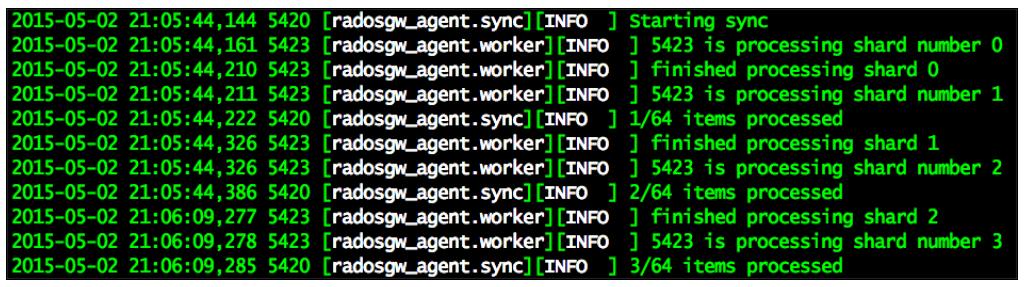 2015-05-02 21:05:44,144 5420 [radosgw_agent.sync][INFO  ] Starting sync
2015-05-02 21:05:44,161 5423 [radosgw_agent.worker][INFO  ] 5423 is processing shard number 0
2015-05-02 21:05:44,210 5423 [radosgw_agent.worker][INFO  ] finished processing shard 0
2015-05-02 21:05:44,211 5423 [radosgw_agent.worker][INFO  ] 5423 is processing shard number 1
2015-05-02 21:05:44,222 5420 [radosgw_agent.sync][INFO  ] 1/64 items processed
2015-05-02 21:05:44,326 5423 [radosgw_agent.worker][INFO  ] finished processing shard 1
2015-05-02 21:05:44,326 5423 [radosgw_agent.worker][INFO  ] 5423 is processing shard number 2
2015-05-02 21:05:44,386 5420 [radosgw_agent.sync][INFO  ] 2/64 items processed
2015-05-02 21:06:09,277 5423 [radosgw_agent.worker][INFO  ] finished processing shard 2
2015-05-02 21:06:09,278 5423 [radosgw_agent.worker][INFO  ] 5423 is processing shard number 3
2015-05-02 21:06:09,285 5420 [radosgw_agent.sync][INFO  ] 3/64 items processed